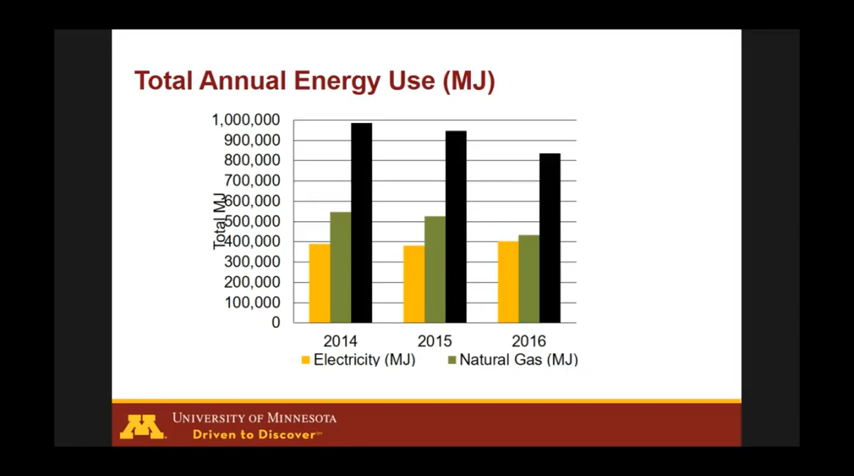 Total Annual Energy Use (MJ)
Total MJ
1,000,000
900,000
800,000
700,000
600,000
500,000
400,000
300,000
200,000
100,000
0
2014 2015 2016
Electricity (MJ) Natural Gas (MJ)
M
UNIVERSITY OF MINNESOTA
Driven to Discover℠